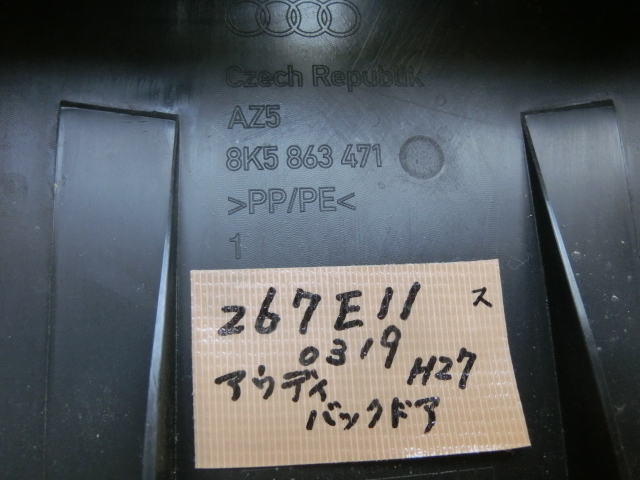 Czech Republik
AZ5
8K5 863 471
>PP/PE<
1
267E11 ス
0319
アウディ H27
バックドア